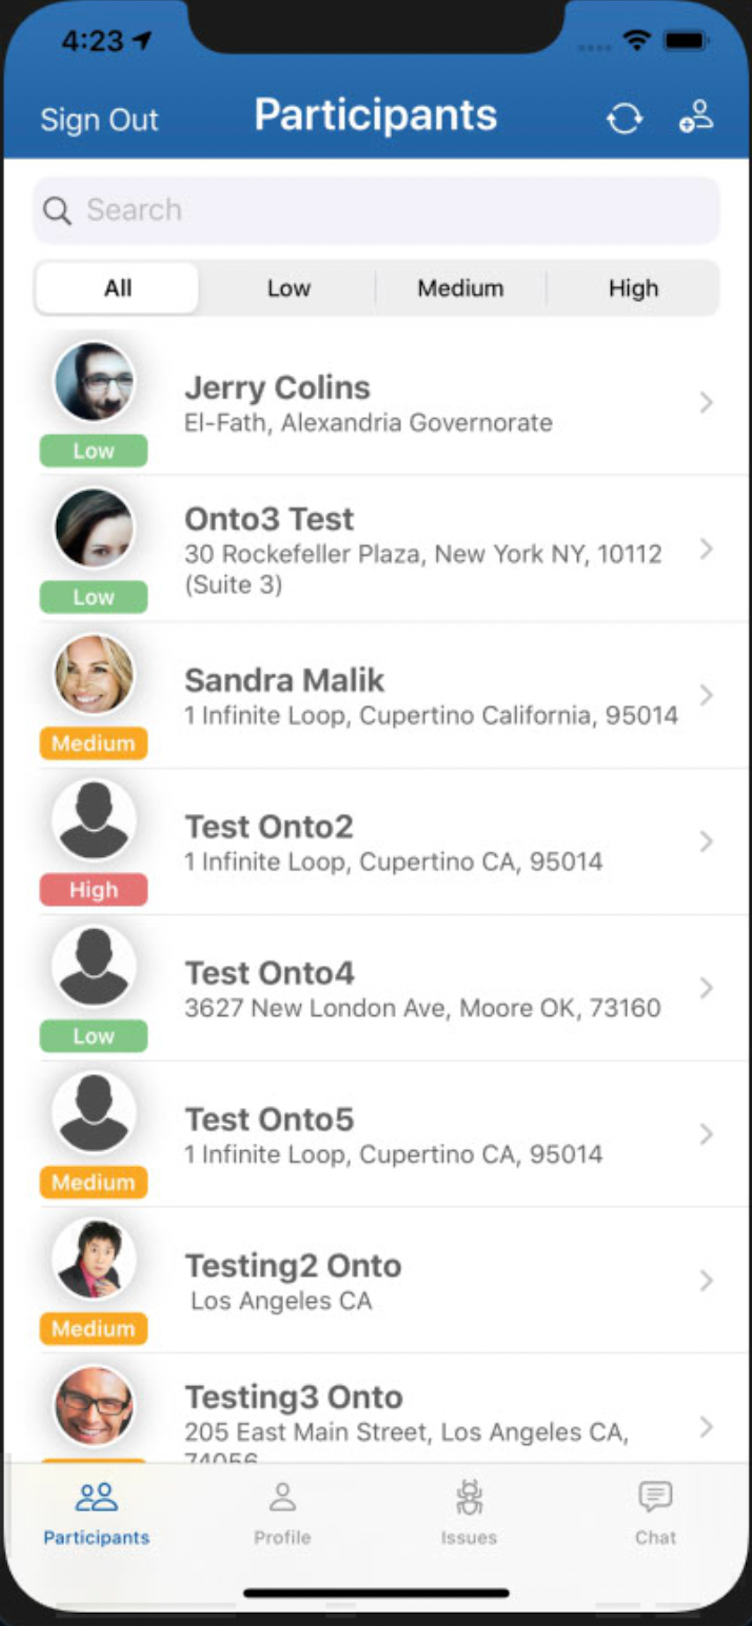 4:23
Sign Out
Participants
Search
All Low Medium High
Jerry Colins
El-Fath, Alexandria Governorate
Low
Onto3 Test
30 Rockefeller Plaza, New York NY, 10112
(Suite 3)
Low
Sandra Malik
1 Infinite Loop, Cupertino California, 95014
Medium
Test Onto2
1 Infinite Loop, Cupertino CA, 95014
High
Test Onto4
3627 New London Ave, Moore OK, 73160
Low
Test Onto5
1 Infinite Loop, Cupertino CA, 95014
Medium
Testing2 Onto
Los Angeles CA
Medium
Testing3 Onto
205 East Main Street, Los Angeles CA,
74056
Participants Profile Issues Chat